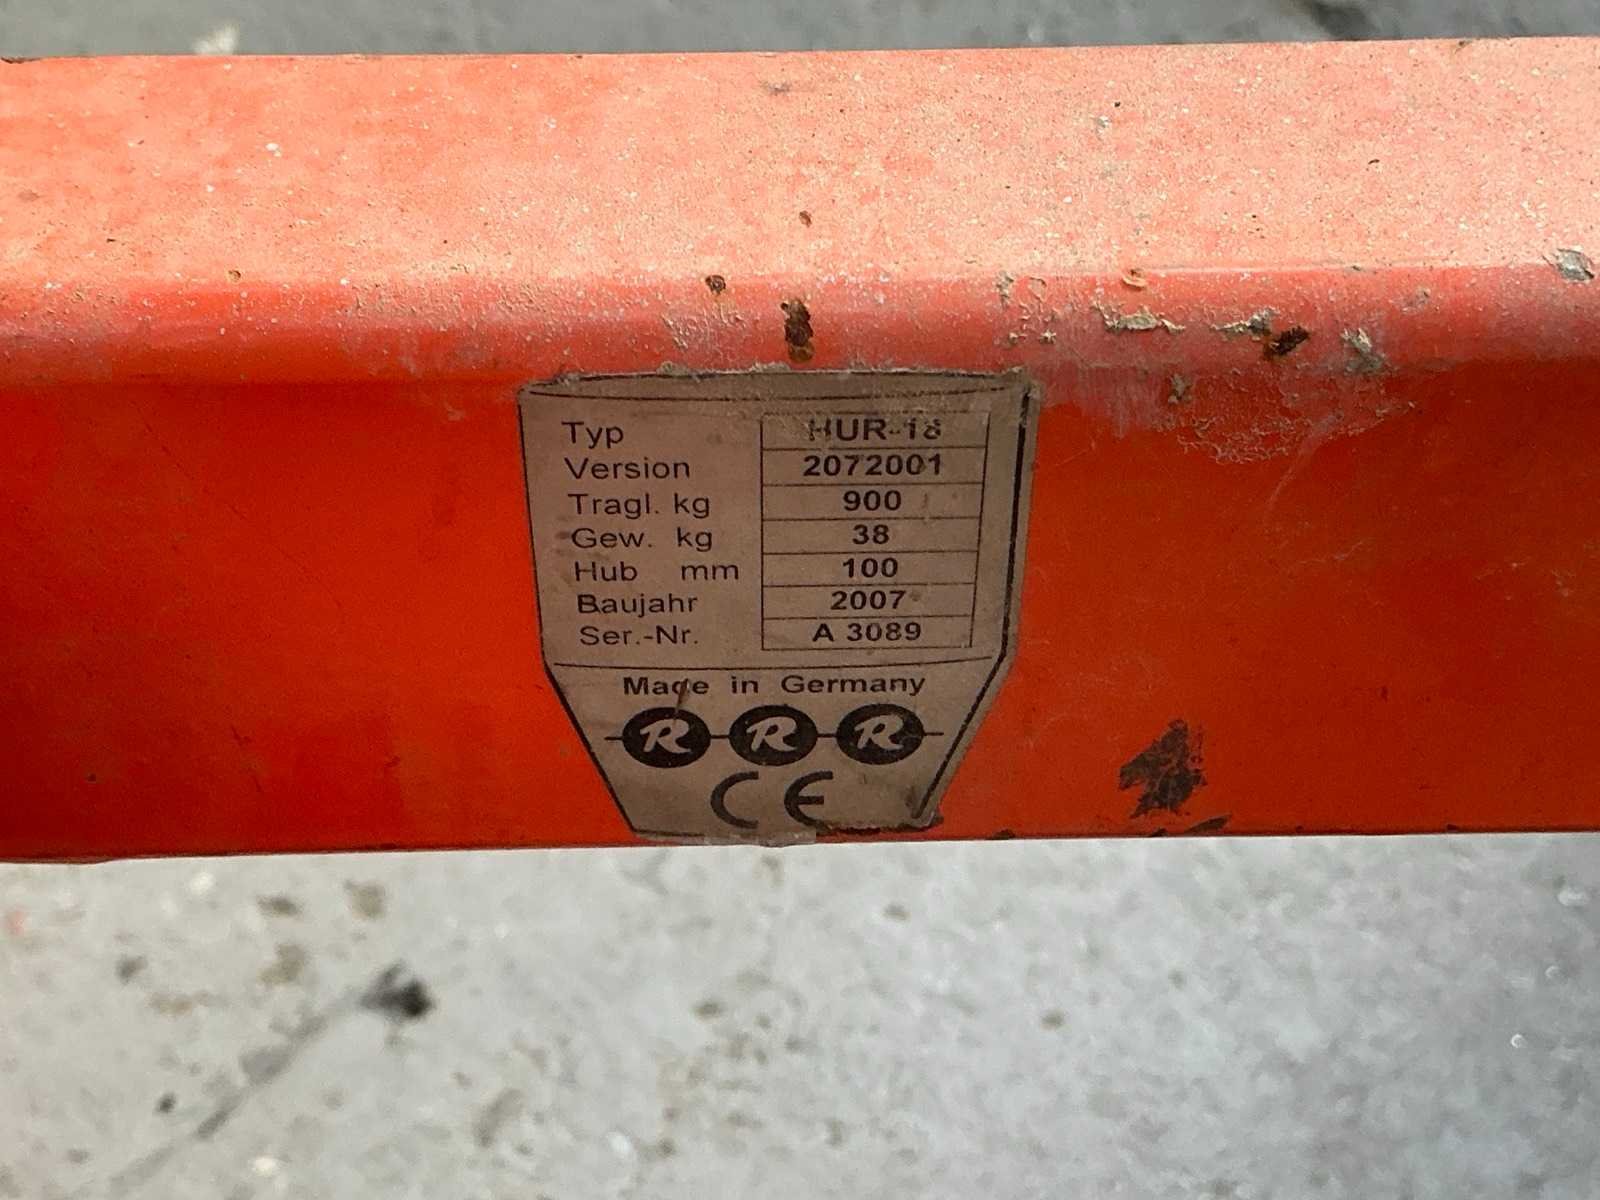 Typ HUR-18
Version 2072001
Tragl. kg 900
Gew. kg 38
Hub mm 100
Baujahr 2007
Ser.-Nr. A 3089
Made in Germany
R R R
CE